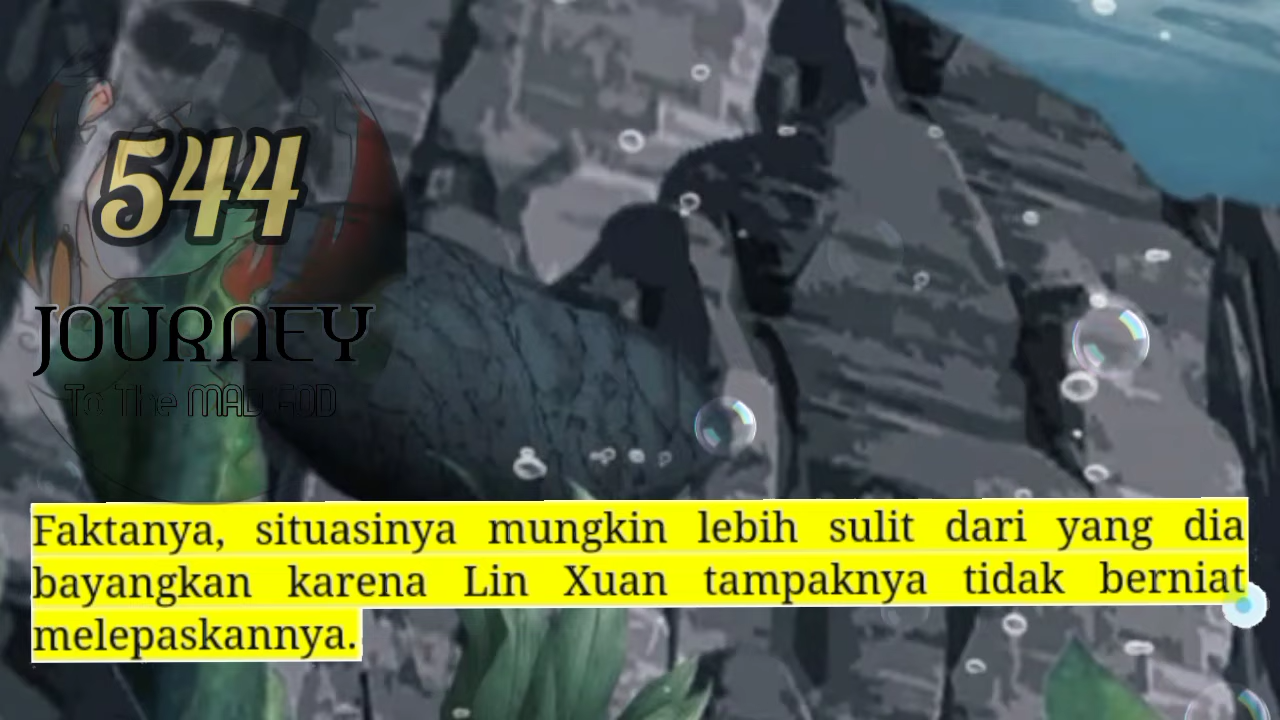 544
JOURNEY
To The MAD GOD
Faktanya, situasinya mungkin lebih sulit dari yang dia
bayangkan karena Lin Xuan tampaknya tidak berniat
melepaskannya.